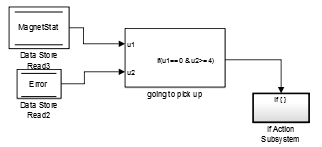 MagnetStat
Data Store
Read3
u1
if(u1==0 & u2>=4)
u2
Error
Data Store
Read2
going to pick up
If { }
If Action
Subsystem